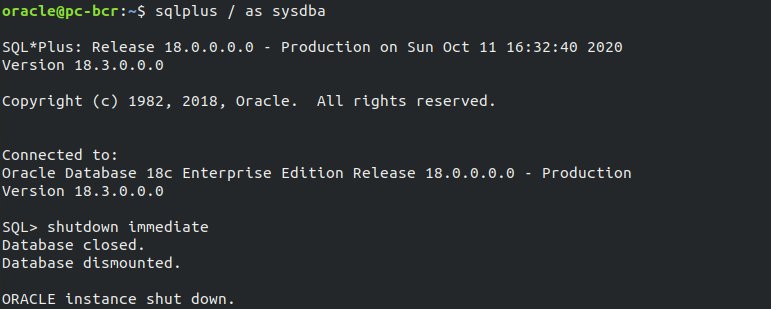 oracle@pc-bcr:~$ sqlplus / as sysdba
SQL*Plus: Release 18.0.0.0.0 - Production on Sun Oct 11 16:32:40 2020
Version 18.3.0.0.0
Copyright (c) 1982, 2018, Oracle.  All rights reserved.
Connected to:
Oracle Database 18c Enterprise Edition Release 18.0.0.0.0 - Production
Version 18.3.0.0.0
SQL> shutdown immediate
Database closed.
Database dismounted.
ORACLE instance shut down.